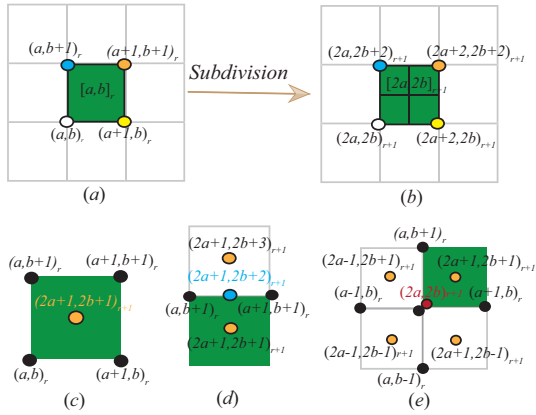 (a,b+1)r (a+1,b+1)r
[a,b]r
(a,b)r (a+1,b)r
(a)
Subdivision
(2a,2b+2)r+1 (2a+2,2b+2)r+1
[2a,2b]r+1
(2a,2b)r+1 (2a+2,2b)r+1
(b)
(a,b+1)r (a+1,b+1)r
(2a+1,2b+1)r+1
(a,b)r (a+1,b)r
(c)
(2a+1,2b+3)r+1
(2a+1,2b+2)r+1
(a,b+1)r (a+1,b+1)r
(2a+1,2b+1)r+1
(d)
(a,b+1)r
(2a-1,2b+1)r+1 (2a+1,2b+1)r+1
(a-1,b)r (2a,2b)r+1 (a+1,b)r
(2a-1,2b-1)r+1 (2a+1,2b-1)r+1
(a,b-1)r
(e)